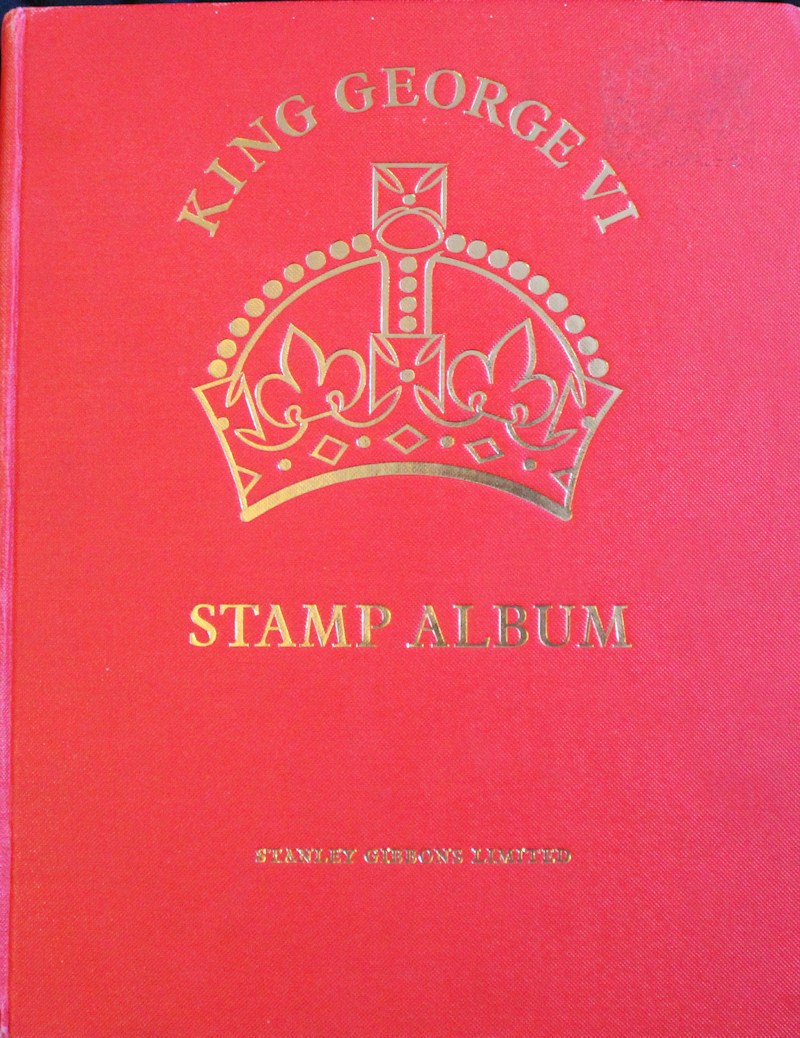 KING GEORGE VI
STAMP ALBUM
STANLEY GIBBONS LIMITED